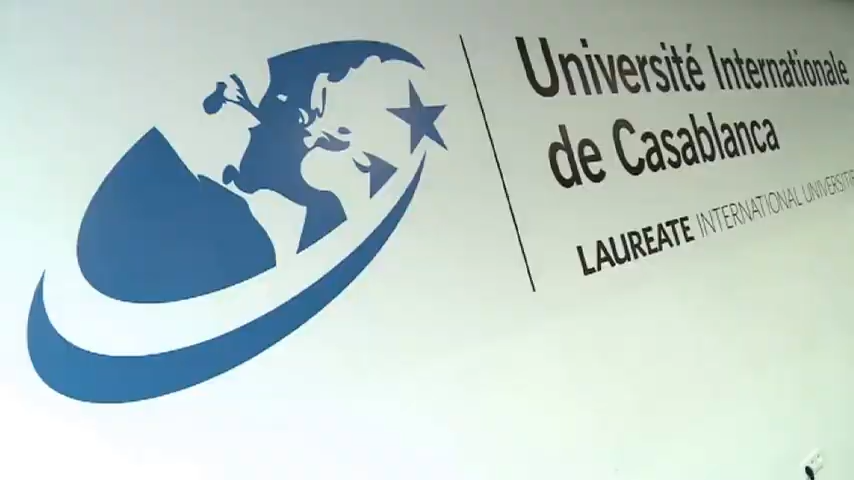 Université Internationale
de Casablanca
LAUREATE INTERNATIONAL